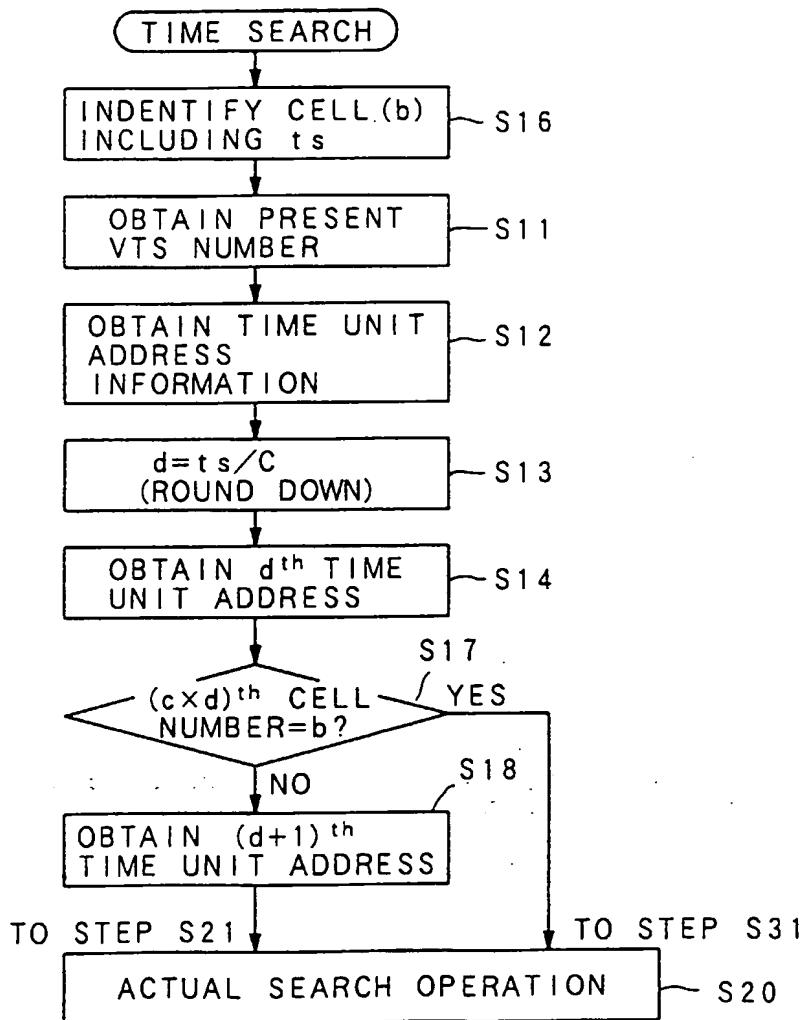 TIME SEARCH
INDENTIFY CELL (b)
INCLUDING ts
S16
OBTAIN PRESENT
VTS NUMBER
S11
OBTAIN TIME UNIT
ADDRESS
INFORMATION
S12
d=ts/C
(ROUND DOWN)
S13
OBTAIN dth TIME
UNIT ADDRESS
S14
S17
(c×d)th CELL
NUMBER=b?
YES
NO
S18
OBTAIN (d+1)th
TIME UNIT ADDRESS
TO STEP S21
TO STEP S31
ACTUAL SEARCH OPERATION
S20